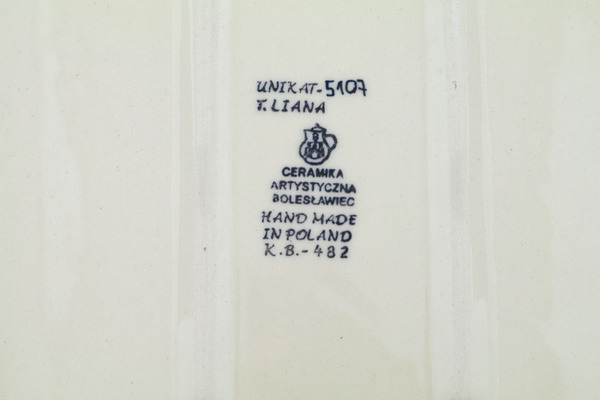 UNIKAT-5107
T.LIANA
CERAMIKA
ARTYSTYCZNA
BOLESŁAWIEC
HAND MADE
IN POLAND
K.B.-482